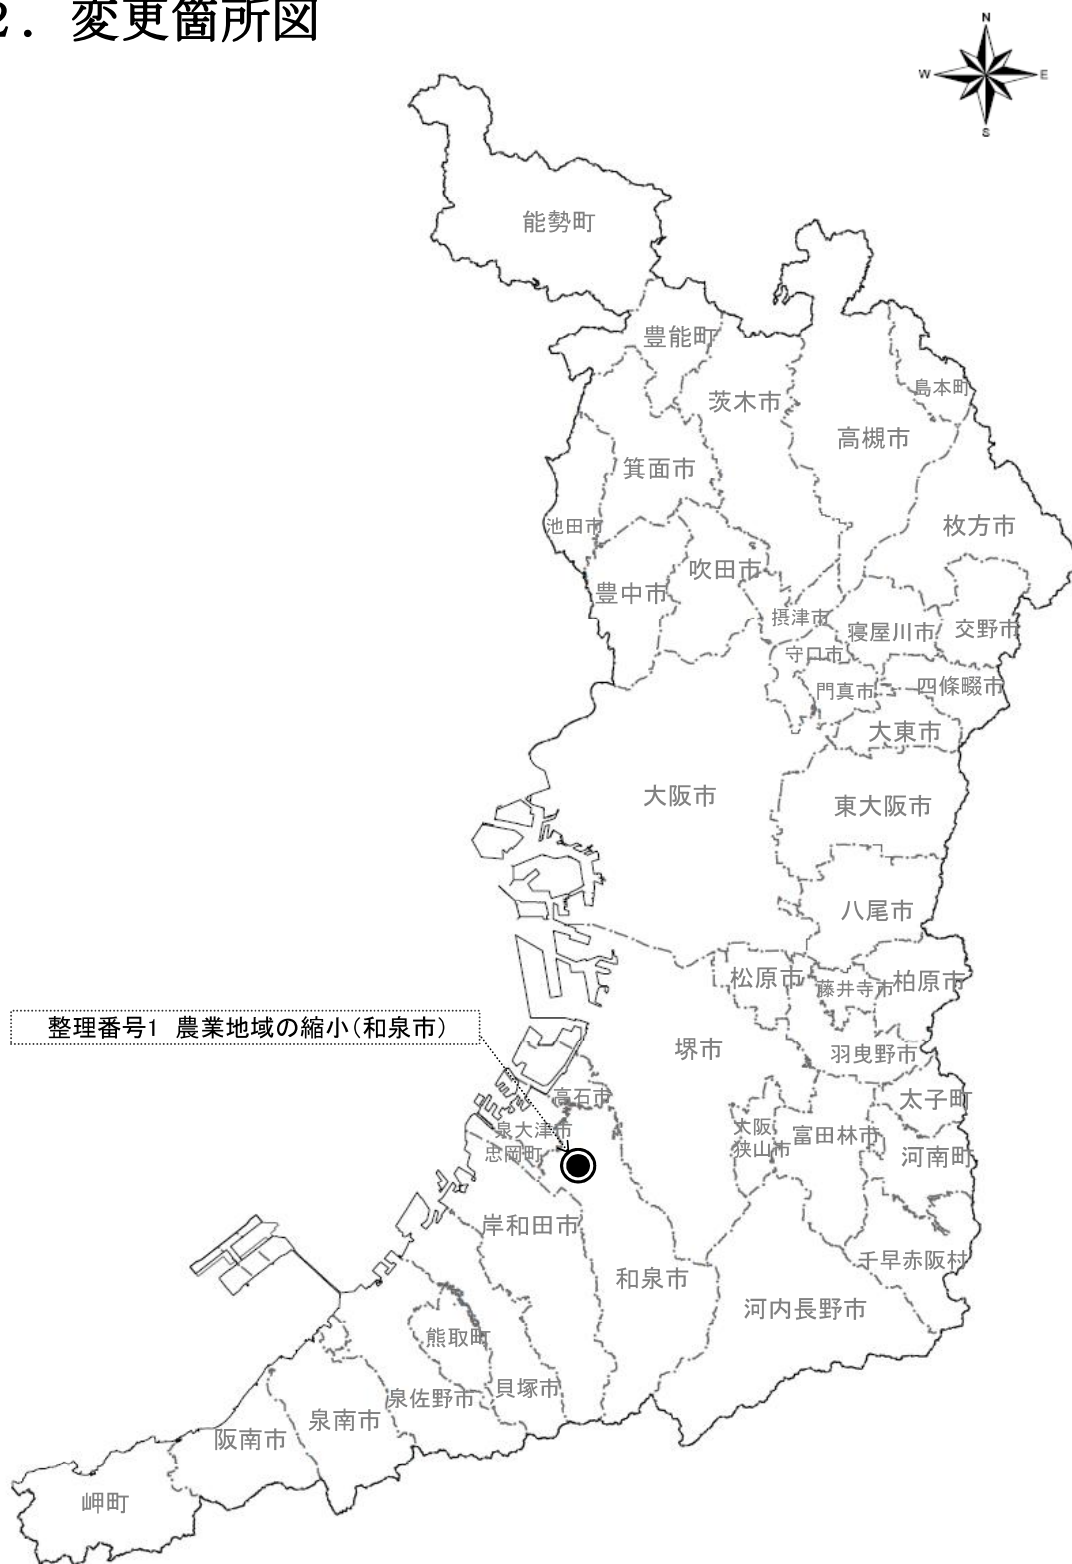 2．変更箇所図
N
W
E
S
能勢町
豊能町
島本町
茨木市
高槻市
箕面市
池田市
枚方市
吹田市
豊中市
摂津市
寝屋川市
交野市
守口市
門真市
四條畷市
大東市
大阪市
東大阪市
八尾市
松原市
藤井寺市
柏原市
整理番号1　農業地域の縮小（和泉市）
堺市
羽曳野市
高石市
太子町
泉大津市
大阪
狭山市
富田林市
忠岡町
河南町
岸和田市
千早赤阪村
和泉市
河内長野市
熊取町
貝塚市
泉佐野市
泉南市
阪南市
岬町